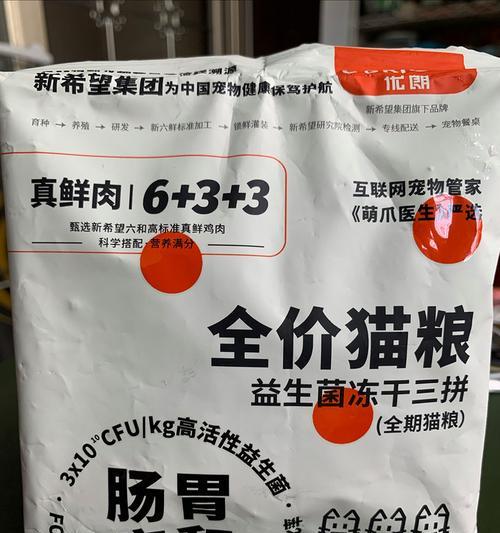 新希望集团为中国宠物健康保驾护航
优朗
新希望集团旗下品牌
育种 → 养殖 → 研发 → 新六鲜标准加工 → 锁鲜灌装 → 新希望研究院检测 → 专线配送 → 宠物餐桌
真鲜肉 | 6+3+3
甄选新希望六和高标准真鲜鸡肉
科学搭配·营养满分
互联网宠物管家
《萌爪医生》严选
全价猫粮
益生菌冻干三拼
(全期猫粮)
3x10¹⁰CFU/kg高活性益生菌
肠胃